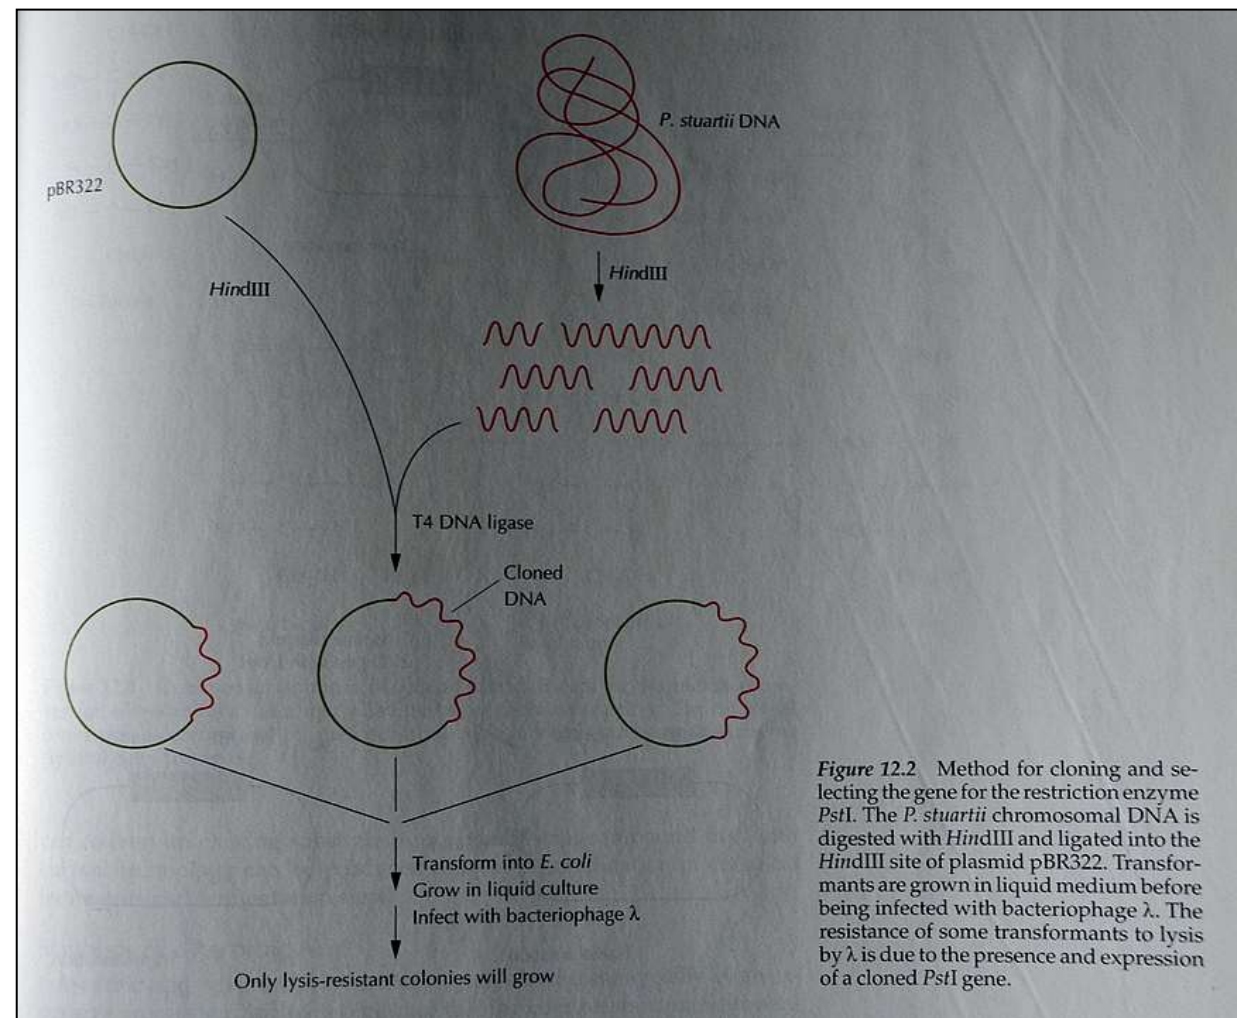 P. stuartii DNA
pBR322
HindIII
HindIII
T4 DNA ligase
Cloned
DNA
Transform into E. coli
Grow in liquid culture
Infect with bacteriophage λ
Only lysis-resistant colonies will grow
Figure 12.2 Method for cloning and se-
lecting the gene for the restriction enzyme
PstI. The P. stuartii chromosomal DNA is
digested with HindIII and ligated into the
HindIII site of plasmid pBR322. Transfor-
mants are grown in liquid medium before
being infected with bacteriophage λ. The
resistance of some transformants to lysis
by λ is due to the presence and expression
of a cloned PstI gene.